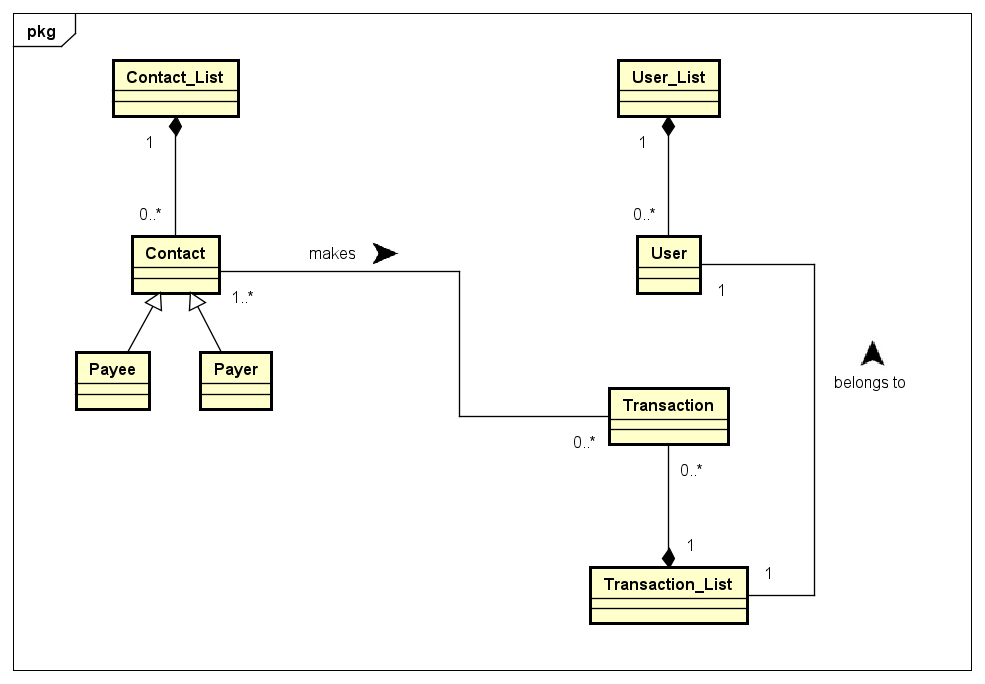 pkg
Contact_List
User_List
1
1
0..*
0..*
Contact
makes
User
1..*
1
Payee
Payer
belongs to
Transaction
0..*
0..*
1
1
Transaction_List